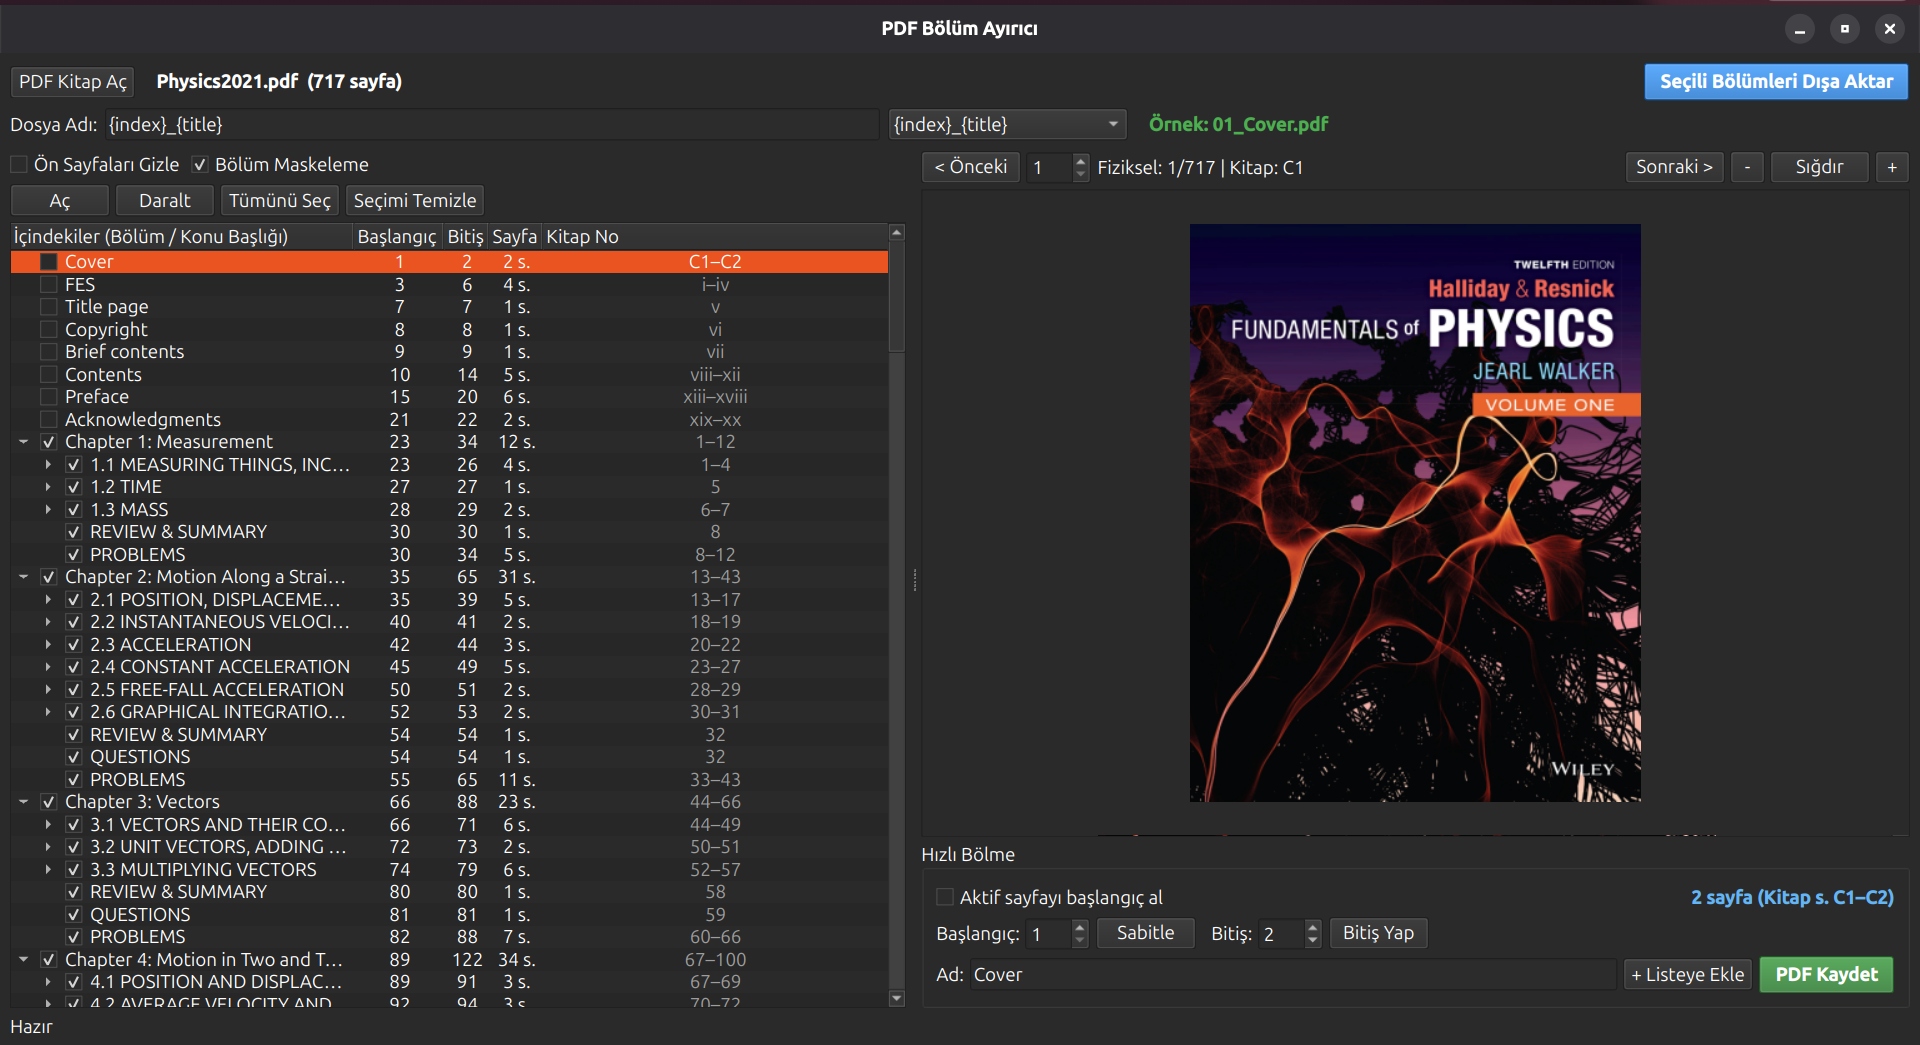 PDF Bölüm Ayırıcı
PDF Kitap Aç Physics2021.pdf (717 sayfa) Seçili Bölümleri Dışa Aktar
Dosya Adı: {index}_{title} {index}_{title} Örnek: 01_Cover.pdf
Ön Sayfaları Gizle Bölüm Maskeleme
Aç Daralt Tümünü Seç Seçimi Temizle
İçindekiler (Bölüm / Konu Başlığı) Başlangıç Bitiş Sayfa Kitap No
Cover 1 2 2 s. C1–C2
FES 3 6 4 s. i–iv
Title page 7 7 1 s. v
Copyright 8 8 1 s. vi
Brief contents 9 9 1 s. vii
Contents 10 14 5 s. viii–xii
Preface 15 20 6 s. xiii–xviii
Acknowledgments 21 22 2 s. xix–xx
Chapter 1: Measurement 23 34 12 s. 1–12
1.1 MEASURING THINGS, INC... 23 26 4 s. 1–4
1.2 TIME 27 27 1 s. 5
1.3 MASS 28 29 2 s. 6–7
REVIEW & SUMMARY 30 30 1 s. 8
PROBLEMS 30 34 5 s. 8–12
Chapter 2: Motion Along a Strai... 35 65 31 s. 13–43
2.1 POSITION, DISPLACEME... 35 39 5 s. 13–17
2.2 INSTANTANEOUS VELOCI... 40 41 2 s. 18–19
2.3 ACCELERATION 42 44 3 s. 20–22
2.4 CONSTANT ACCELERATION 45 49 5 s. 23–27
2.5 FREE-FALL ACCELERATION 50 51 2 s. 28–29
2.6 GRAPHICAL INTEGRATIO... 52 53 2 s. 30–31
REVIEW & SUMMARY 54 54 1 s. 32
QUESTIONS 54 54 1 s. 32
PROBLEMS 55 65 11 s. 33–43
Chapter 3: Vectors 66 88 23 s. 44–66
3.1 VECTORS AND THEIR CO... 66 71 6 s. 44–49
3.2 UNIT VECTORS, ADDING ... 72 73 2 s. 50–51
3.3 MULTIPLYING VECTORS 74 79 6 s. 52–57
REVIEW & SUMMARY 80 80 1 s. 58
QUESTIONS 81 81 1 s. 59
PROBLEMS 82 88 7 s. 60–66
Chapter 4: Motion in Two and T... 89 122 34 s. 67–100
4.1 POSITION AND DISPLAC... 89 91 3 s. 67–69
4.2 AVERAGE VELOCITY AND 92 94 3 s. 70–72
Hazır
< Önceki 1 Fiziksel: 1/717 | Kitap: C1 Sonraki > - Sığdır +
TWELFTH EDITION
Halliday & Resnick
FUNDAMENTALS of PHYSICS
JEARL WALKER
VOLUME ONE
WILEY
Hızlı Bölme
Aktif sayfayı başlangıç al 2 sayfa (Kitap s. C1–C2)
Başlangıç: 1 Sabitle Bitiş: 2 Bitiş Yap
Ad: Cover + Listeye Ekle PDF Kaydet